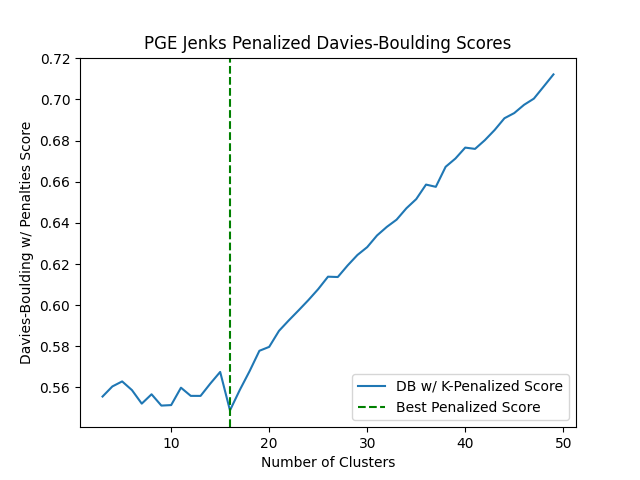 PGE Jenks Penalized Davies-Boulding Scores
0.72
0.70
0.68
0.66
0.64
0.62
0.60
0.58
0.56
Davies-Boulding w/ Penalties Score
DB w/ K-Penalized Score
Best Penalized Score
10
20
30
40
50
Number of Clusters